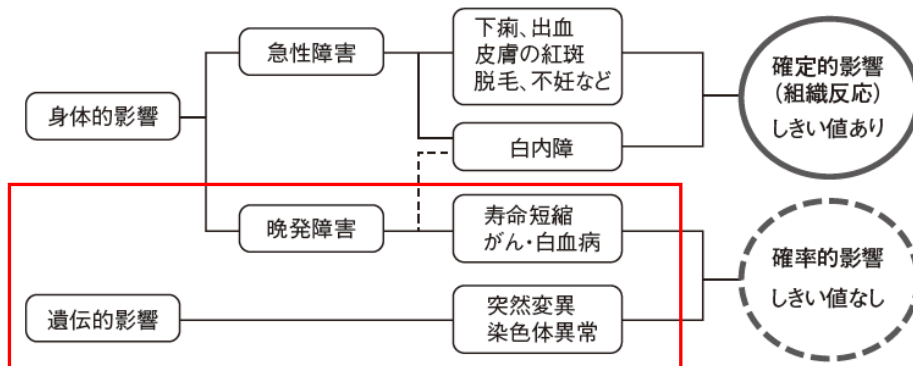 身体的影響
急性障害
下痢、出血
皮膚の紅斑
脱毛、不妊など
白内障
確定的影響
(組織反応)
しきい値あり
晩発障害
寿命短縮
がん・白血病
遺伝的影響
突然変異
染色体異常
確率的影響
しきい値なし